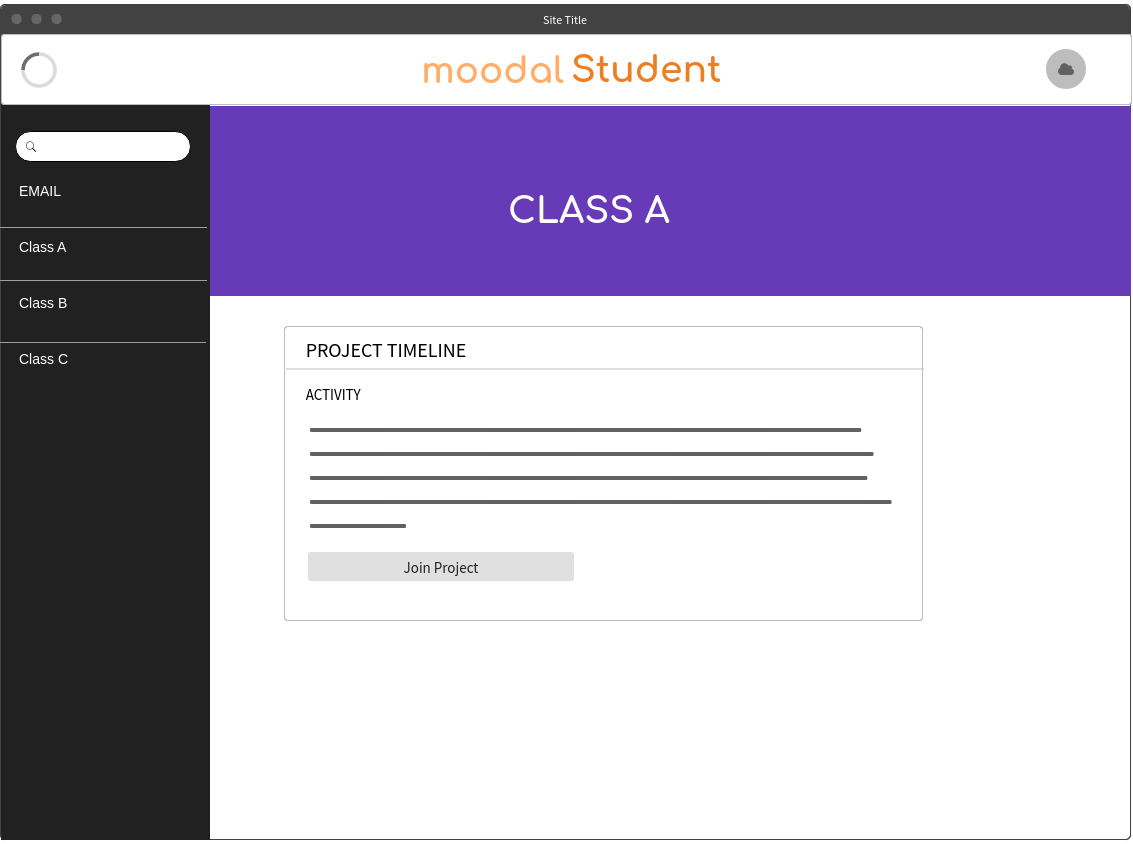 Site Title
moodal Student
EMAIL
Class A
Class B
Class C
CLASS A
PROJECT TIMELINE
ACTIVITY
Join Project